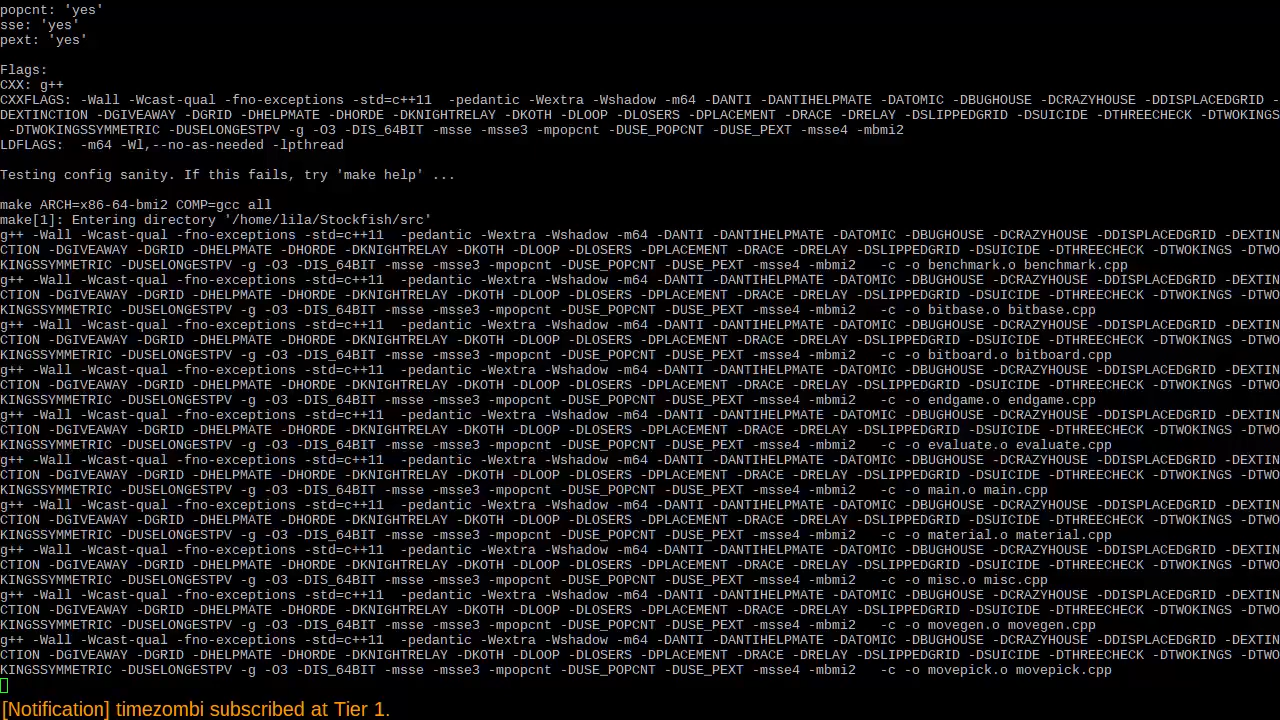 popcnt: 'yes'
sse: 'yes'
pext: 'yes'
Flags:
CXX: g++
CXXFLAGS: -Wall -Wcast-qual -fno-exceptions -std=c++11  -pedantic -Wextra -Wshadow -m64 -DANTI -DANTIHELPMATE -DATOMIC -DBUGHOUSE -DCRAZYHOUSE -DDISPLACEDGRID -
DEXTINCTION -DGIVEAWAY -DGRID -DHELPMATE -DHORDE -DKNIGHTRELAY -DKOTH -DLOOP -DLOSERS -DPLACEMENT -DRACE -DRELAY -DSLIPPEDGRID -DSUICIDE -DTHREECHECK -DTWOKINGS
 -DTWOKINGSSYMMETRIC -DUSELONGESTPV -g -O3 -DIS_64BIT -msse -msse3 -mpopcnt -DUSE_POPCNT -DUSE_PEXT -msse4 -mbmi2
LDFLAGS:  -m64 -Wl,--no-as-needed -lpthread
Testing config sanity. If this fails, try 'make help' ...
make ARCH=x86-64-bmi2 COMP=gcc all
make[1]: Entering directory '/home/lila/Stockfish/src'
g++ -Wall -Wcast-qual -fno-exceptions -std=c++11  -pedantic -Wextra -Wshadow -m64 -DANTI -DANTIHELPMATE -DATOMIC -DBUGHOUSE -DCRAZYHOUSE -DDISPLACEDGRID -DEXTIN
CTION -DGIVEAWAY -DGRID -DHELPMATE -DHORDE -DKNIGHTRELAY -DKOTH -DLOOP -DLOSERS -DPLACEMENT -DRACE -DRELAY -DSLIPPEDGRID -DSUICIDE -DTHREECHECK -DTWOKINGS -DTWO
KINGSSYMMETRIC -DUSELONGESTPV -g -O3 -DIS_64BIT -msse -msse3 -mpopcnt -DUSE_POPCNT -DUSE_PEXT -msse4 -mbmi2   -c -o benchmark.o benchmark.cpp
g++ -Wall -Wcast-qual -fno-exceptions -std=c++11  -pedantic -Wextra -Wshadow -m64 -DANTI -DANTIHELPMATE -DATOMIC -DBUGHOUSE -DCRAZYHOUSE -DDISPLACEDGRID -DEXTIN
CTION -DGIVEAWAY -DGRID -DHELPMATE -DHORDE -DKNIGHTRELAY -DKOTH -DLOOP -DLOSERS -DPLACEMENT -DRACE -DRELAY -DSLIPPEDGRID -DSUICIDE -DTHREECHECK -DTWOKINGS -DTWO
KINGSSYMMETRIC -DUSELONGESTPV -g -O3 -DIS_64BIT -msse -msse3 -mpopcnt -DUSE_POPCNT -DUSE_PEXT -msse4 -mbmi2   -c -o bitbase.o bitbase.cpp
g++ -Wall -Wcast-qual -fno-exceptions -std=c++11  -pedantic -Wextra -Wshadow -m64 -DANTI -DANTIHELPMATE -DATOMIC -DBUGHOUSE -DCRAZYHOUSE -DDISPLACEDGRID -DEXTIN
CTION -DGIVEAWAY -DGRID -DHELPMATE -DHORDE -DKNIGHTRELAY -DKOTH -DLOOP -DLOSERS -DPLACEMENT -DRACE -DRELAY -DSLIPPEDGRID -DSUICIDE -DTHREECHECK -DTWOKINGS -DTWO
KINGSSYMMETRIC -DUSELONGESTPV -g -O3 -DIS_64BIT -msse -msse3 -mpopcnt -DUSE_POPCNT -DUSE_PEXT -msse4 -mbmi2   -c -o bitboard.o bitboard.cpp
g++ -Wall -Wcast-qual -fno-exceptions -std=c++11  -pedantic -Wextra -Wshadow -m64 -DANTI -DANTIHELPMATE -DATOMIC -DBUGHOUSE -DCRAZYHOUSE -DDISPLACEDGRID -DEXTIN
CTION -DGIVEAWAY -DGRID -DHELPMATE -DHORDE -DKNIGHTRELAY -DKOTH -DLOOP -DLOSERS -DPLACEMENT -DRACE -DRELAY -DSLIPPEDGRID -DSUICIDE -DTHREECHECK -DTWOKINGS -DTWO
KINGSSYMMETRIC -DUSELONGESTPV -g -O3 -DIS_64BIT -msse -msse3 -mpopcnt -DUSE_POPCNT -DUSE_PEXT -msse4 -mbmi2   -c -o endgame.o endgame.cpp
g++ -Wall -Wcast-qual -fno-exceptions -std=c++11  -pedantic -Wextra -Wshadow -m64 -DANTI -DANTIHELPMATE -DATOMIC -DBUGHOUSE -DCRAZYHOUSE -DDISPLACEDGRID -DEXTIN
CTION -DGIVEAWAY -DGRID -DHELPMATE -DHORDE -DKNIGHTRELAY -DKOTH -DLOOP -DLOSERS -DPLACEMENT -DRACE -DRELAY -DSLIPPEDGRID -DSUICIDE -DTHREECHECK -DTWOKINGS -DTWO
KINGSSYMMETRIC -DUSELONGESTPV -g -O3 -DIS_64BIT -msse -msse3 -mpopcnt -DUSE_POPCNT -DUSE_PEXT -msse4 -mbmi2   -c -o evaluate.o evaluate.cpp
g++ -Wall -Wcast-qual -fno-exceptions -std=c++11  -pedantic -Wextra -Wshadow -m64 -DANTI -DANTIHELPMATE -DATOMIC -DBUGHOUSE -DCRAZYHOUSE -DDISPLACEDGRID -DEXTIN
CTION -DGIVEAWAY -DGRID -DHELPMATE -DHORDE -DKNIGHTRELAY -DKOTH -DLOOP -DLOSERS -DPLACEMENT -DRACE -DRELAY -DSLIPPEDGRID -DSUICIDE -DTHREECHECK -DTWOKINGS -DTWO
KINGSSYMMETRIC -DUSELONGESTPV -g -O3 -DIS_64BIT -msse -msse3 -mpopcnt -DUSE_POPCNT -DUSE_PEXT -msse4 -mbmi2   -c -o main.o main.cpp
g++ -Wall -Wcast-qual -fno-exceptions -std=c++11  -pedantic -Wextra -Wshadow -m64 -DANTI -DANTIHELPMATE -DATOMIC -DBUGHOUSE -DCRAZYHOUSE -DDISPLACEDGRID -DEXTIN
CTION -DGIVEAWAY -DGRID -DHELPMATE -DHORDE -DKNIGHTRELAY -DKOTH -DLOOP -DLOSERS -DPLACEMENT -DRACE -DRELAY -DSLIPPEDGRID -DSUICIDE -DTHREECHECK -DTWOKINGS -DTWO
KINGSSYMMETRIC -DUSELONGESTPV -g -O3 -DIS_64BIT -msse -msse3 -mpopcnt -DUSE_POPCNT -DUSE_PEXT -msse4 -mbmi2   -c -o material.o material.cpp
g++ -Wall -Wcast-qual -fno-exceptions -std=c++11  -pedantic -Wextra -Wshadow -m64 -DANTI -DANTIHELPMATE -DATOMIC -DBUGHOUSE -DCRAZYHOUSE -DDISPLACEDGRID -DEXTIN
CTION -DGIVEAWAY -DGRID -DHELPMATE -DHORDE -DKNIGHTRELAY -DKOTH -DLOOP -DLOSERS -DPLACEMENT -DRACE -DRELAY -DSLIPPEDGRID -DSUICIDE -DTHREECHECK -DTWOKINGS -DTWO
KINGSSYMMETRIC -DUSELONGESTPV -g -O3 -DIS_64BIT -msse -msse3 -mpopcnt -DUSE_POPCNT -DUSE_PEXT -msse4 -mbmi2   -c -o misc.o misc.cpp
g++ -Wall -Wcast-qual -fno-exceptions -std=c++11  -pedantic -Wextra -Wshadow -m64 -DANTI -DANTIHELPMATE -DATOMIC -DBUGHOUSE -DCRAZYHOUSE -DDISPLACEDGRID -DEXTIN
CTION -DGIVEAWAY -DGRID -DHELPMATE -DHORDE -DKNIGHTRELAY -DKOTH -DLOOP -DLOSERS -DPLACEMENT -DRACE -DRELAY -DSLIPPEDGRID -DSUICIDE -DTHREECHECK -DTWOKINGS -DTWO
KINGSSYMMETRIC -DUSELONGESTPV -g -O3 -DIS_64BIT -msse -msse3 -mpopcnt -DUSE_POPCNT -DUSE_PEXT -msse4 -mbmi2   -c -o movegen.o movegen.cpp
g++ -Wall -Wcast-qual -fno-exceptions -std=c++11  -pedantic -Wextra -Wshadow -m64 -DANTI -DANTIHELPMATE -DATOMIC -DBUGHOUSE -DCRAZYHOUSE -DDISPLACEDGRID -DEXTIN
CTION -DGIVEAWAY -DGRID -DHELPMATE -DHORDE -DKNIGHTRELAY -DKOTH -DLOOP -DLOSERS -DPLACEMENT -DRACE -DRELAY -DSLIPPEDGRID -DSUICIDE -DTHREECHECK -DTWOKINGS -DTWO
KINGSSYMMETRIC -DUSELONGESTPV -g -O3 -DIS_64BIT -msse -msse3 -mpopcnt -DUSE_POPCNT -DUSE_PEXT -msse4 -mbmi2   -c -o movepick.o movepick.cpp
[Notification] timezombi subscribed at Tier 1.